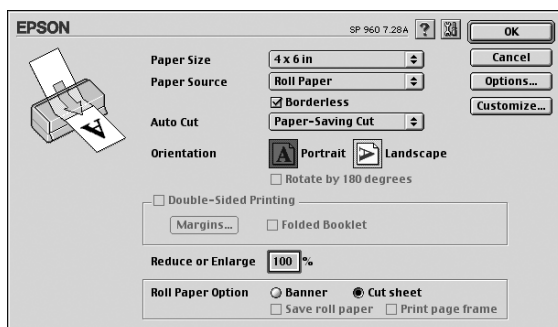 EPSON SP 960 7.28A ? OK
Paper Size 4 x 6 in Cancel
Paper Source Roll Paper Options...
Borderless Customize...
Auto Cut Paper-Saving Cut
Orientation A Portrait A Landscape
Rotate by 180 degrees
Double-Sided Printing
Margins... Folded Booklet
Reduce or Enlarge 100 %
Roll Paper Option Banner Cut sheet
Save roll paper Print page frame
A